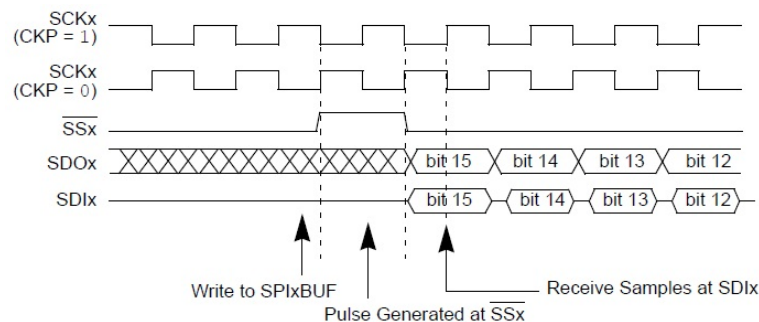 SCKx
(CKP = 1)
SCKx
(CKP = 0)
SSx
SDOx
bit 15 bit 14 bit 13 bit 12
SDIx
bit 15 bit 14 bit 13 bit 12
Write to SPIxBUF
Receive Samples at SDIx
Pulse Generated at SSx